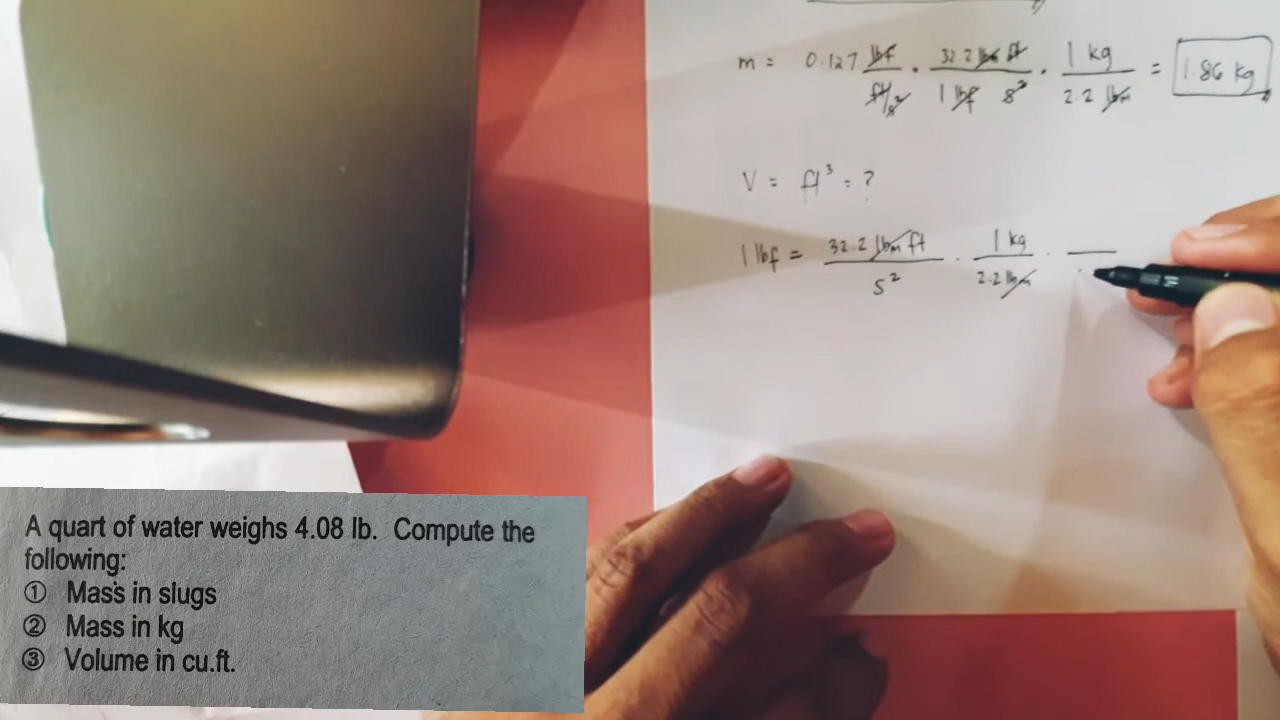 m = 0.127 lbf / ft/s² · 32.2 lbm ft / 1 lbf s² · 1 kg / 2.2 lbm = 1.86 kg
V = ft³ = ?
1 lbf = 32.2 lbm ft / s² · 1 kg / 2.2 lbm ·
A quart of water weighs 4.08 lb. Compute the
following:
① Mass in slugs
② Mass in kg
③ Volume in cu.ft.